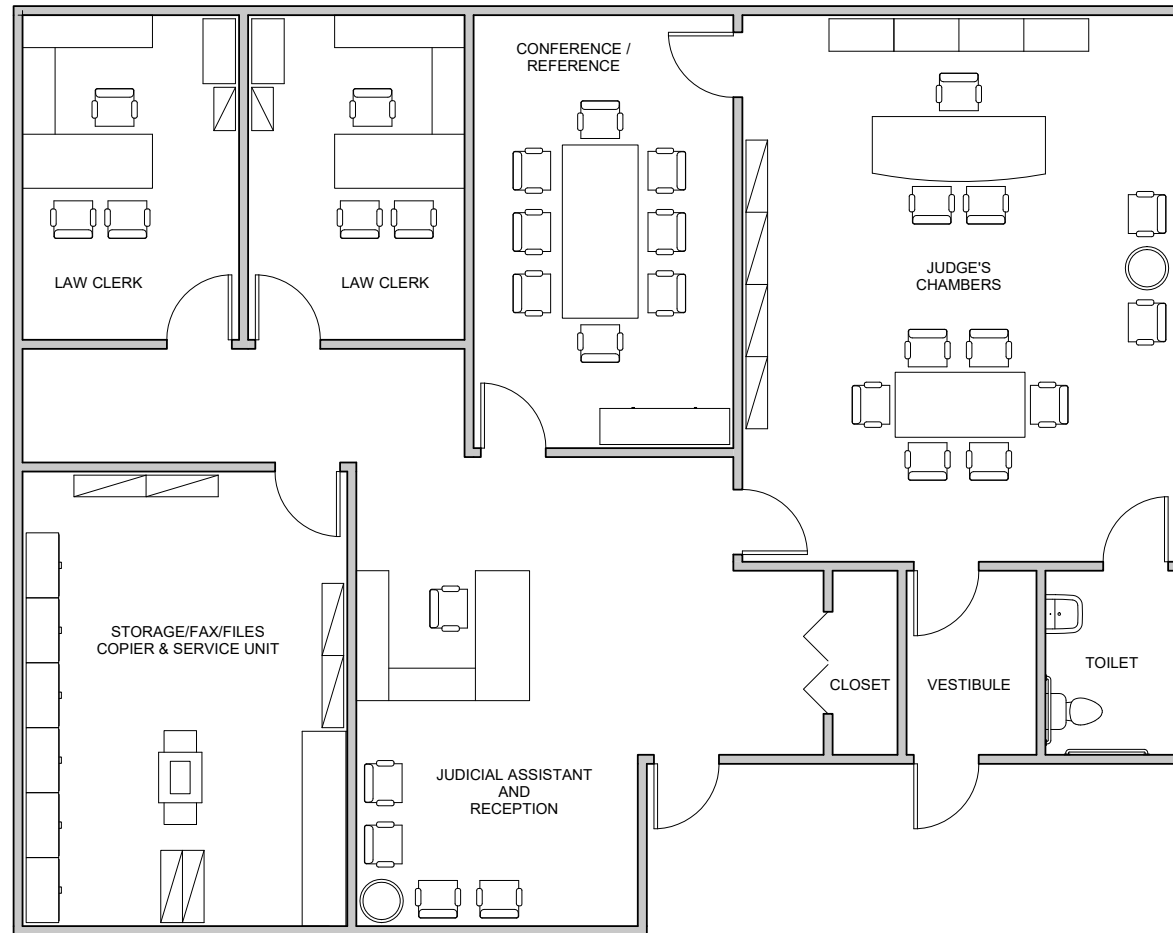 CONFERENCE /
REFERENCE
LAW CLERK
LAW CLERK
JUDGE'S
CHAMBERS
STORAGE/FAX/FILES
COPIER & SERVICE UNIT
CLOSET
VESTIBULE
TOILET
JUDICIAL ASSISTANT
AND
RECEPTION